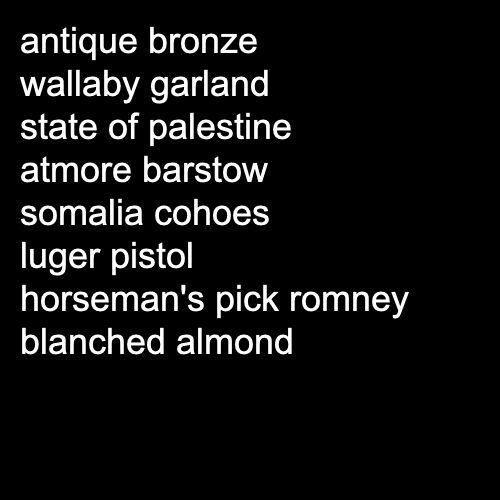 antique bronze
wallaby garland
state of palestine
atmore barstow
somalia cohoes
luger pistol
horseman's pick romney
blanched almond